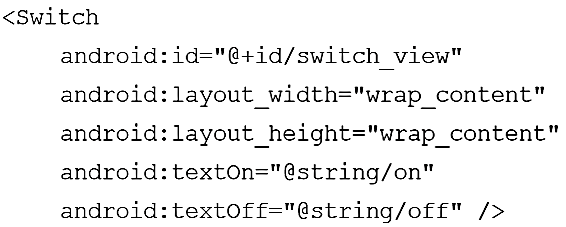 <Switch
android:id="@+id/switch_view"
android:layout_width="wrap_content"
android:layout_height="wrap_content"
android:textOn="@string/on"
android:textOff="@string/off" />